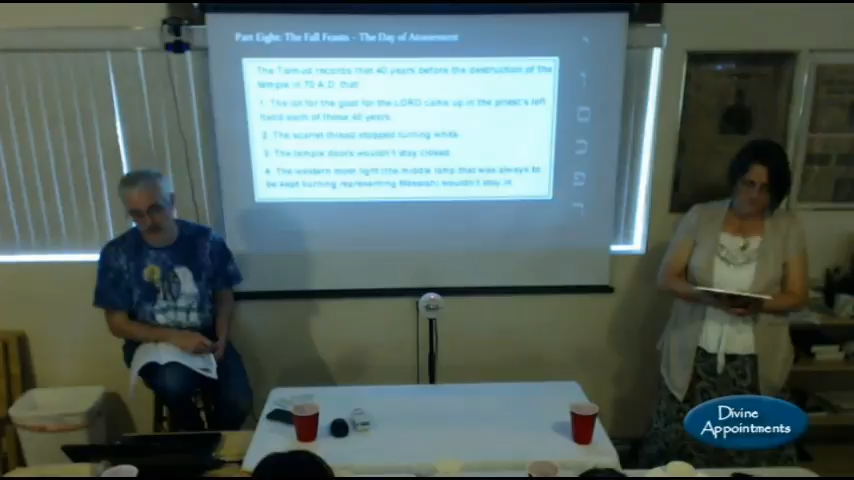 Part Eight: The Fall Feasts - The Day of Atonement
The Talmud records that 40 years before the destruction of the
temple in 70 A.D. that:
1. The lot for the goat for the LORD came up in the priest's left
hand each of those 40 years.
2. The scarlet thread stopped turning white.
3. The temple doors wouldn't stay closed.
4. The western most light (the middle lamp that was always to
be kept burning representing Messiah) wouldn't stay lit.
Divine
Appointments